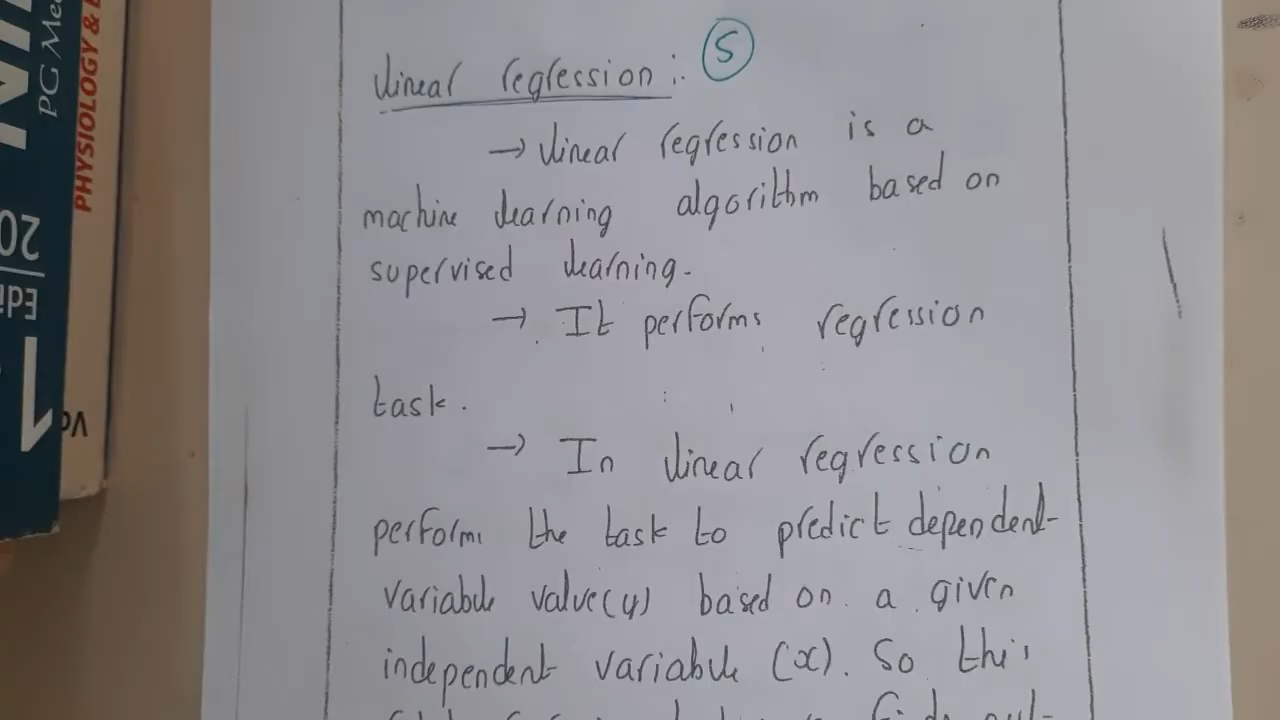 PG Med
PHYSIOLOGY &
20
Edi
1
Vo
Linear regression :. 5
→ Linear regression is a
machine learning algorithm based on
supervised learning.
→ It performs regression
task.
→ In linear regression
performs the task to predict dependent
variable value(y) based on a given
independent variable (x). So this